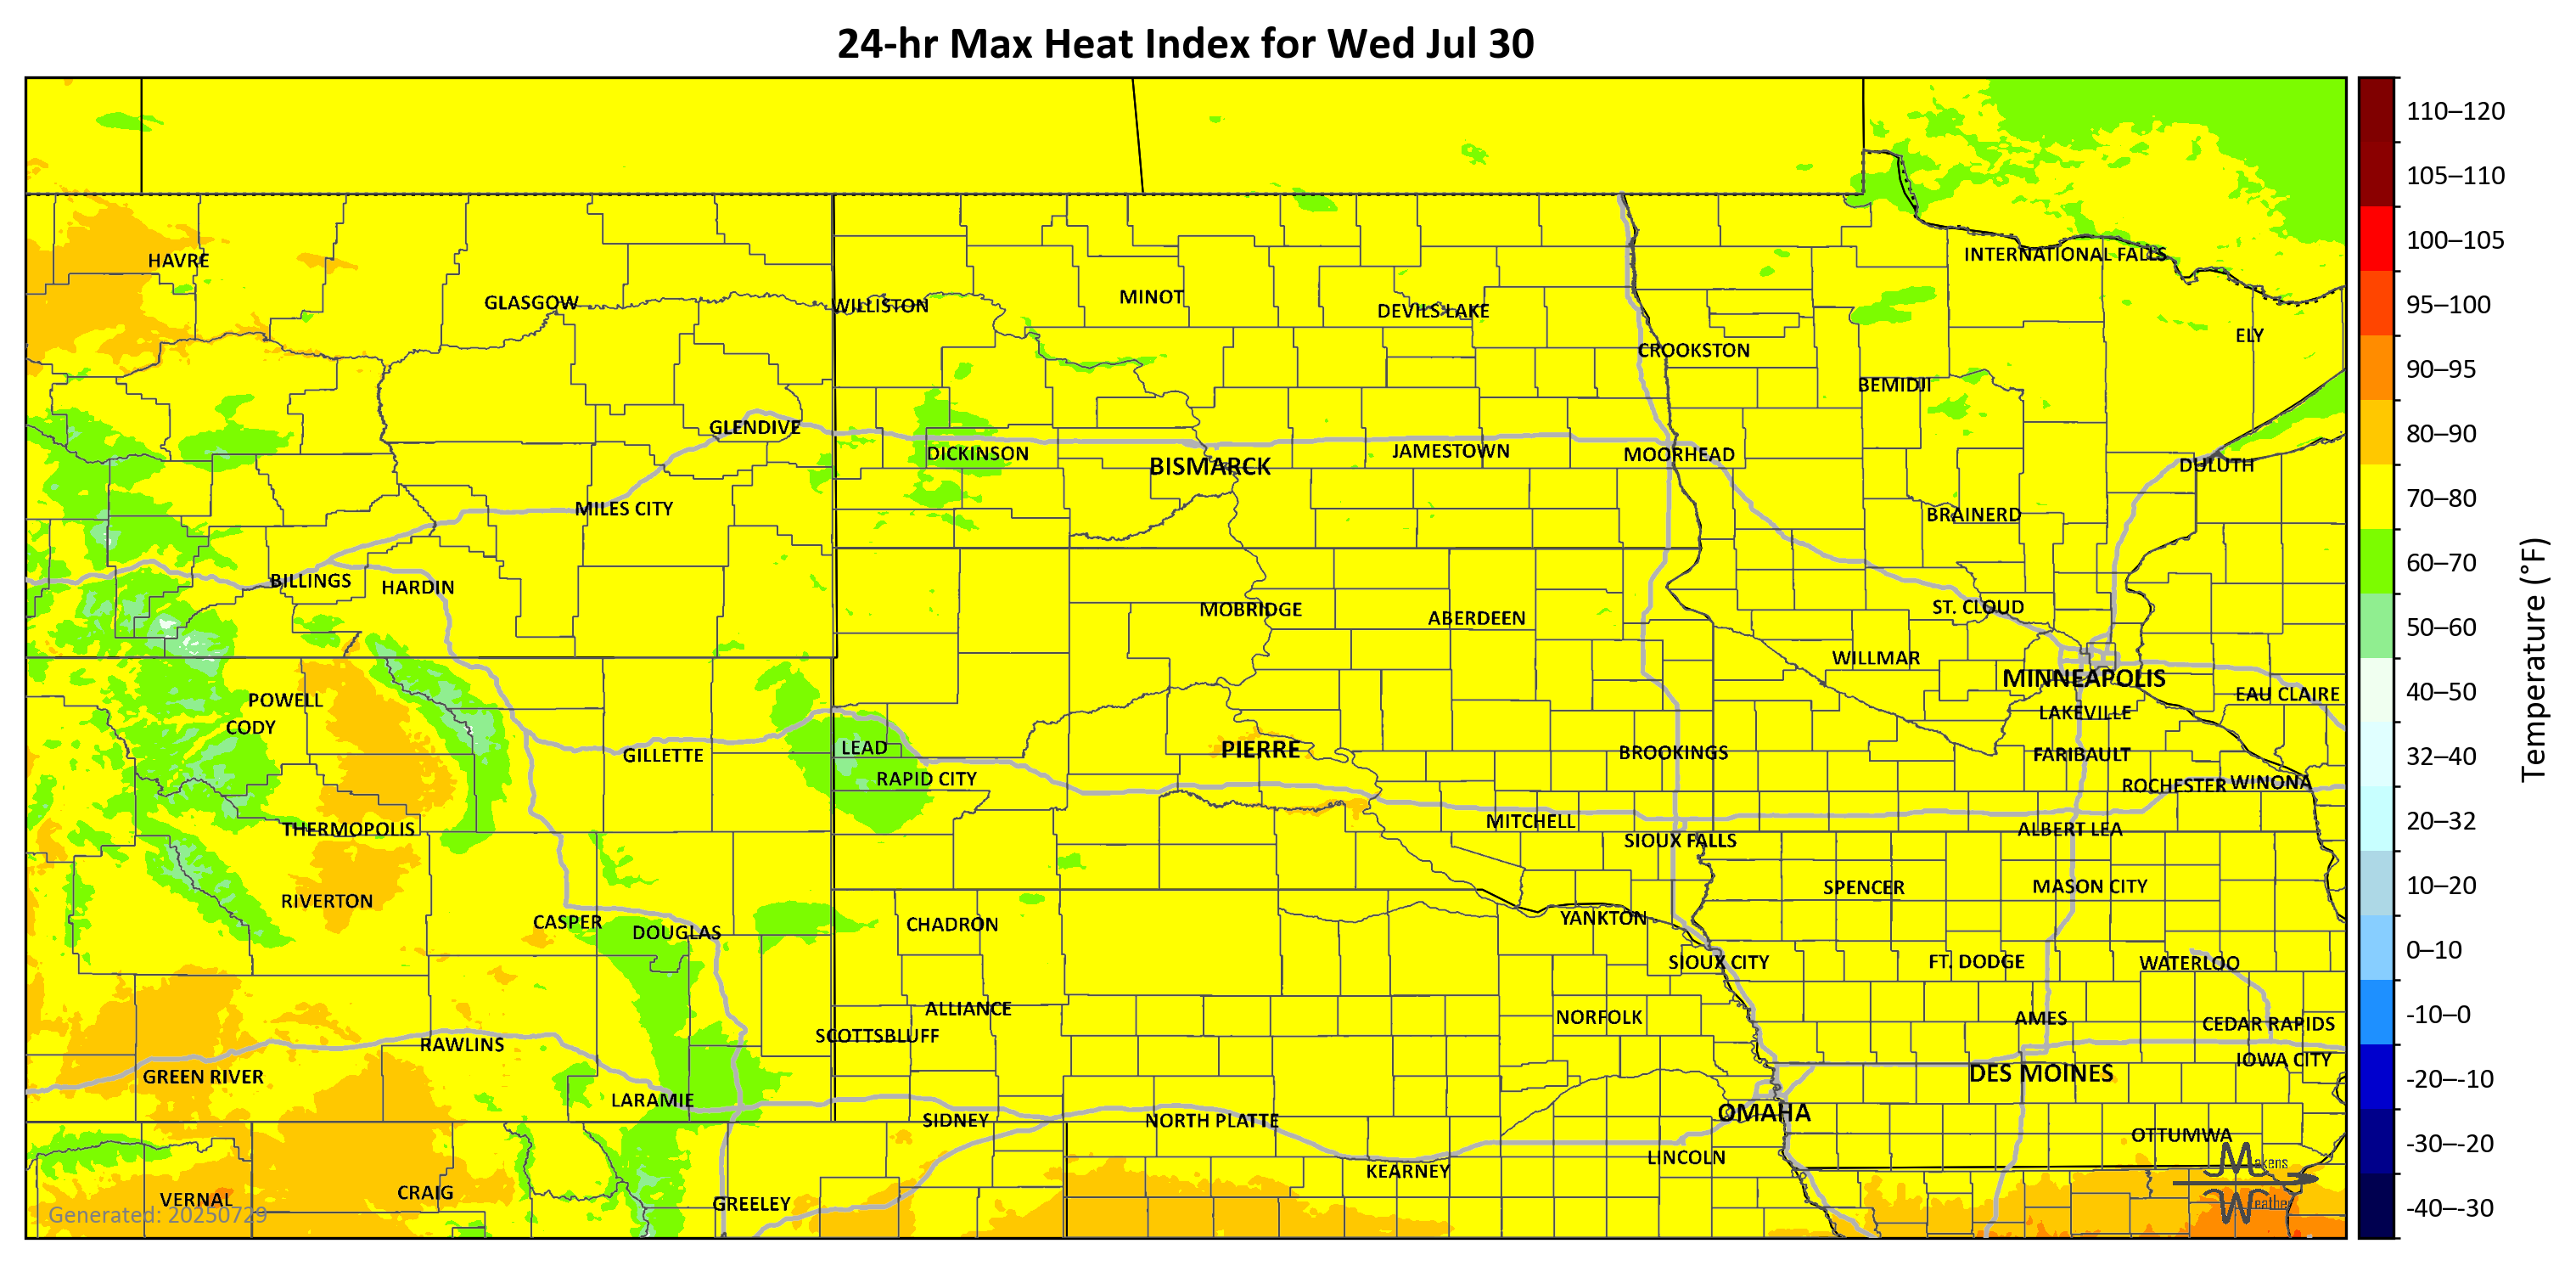 24-hr Max Heat Index for Wed Jul 30
110–120
105–110
100–105
95–100
90–95
80–90
70–80
60–70
50–60
40–50
32–40
20–32
10–20
0–10
-10–0
-20–-10
-30–-20
-40–-30
Temperature (°F)
HAVRE
INTERNATIONAL FALLS
GLASGOW
WILLISTON
MINOT
DEVILS LAKE
ELY
CROOKSTON
BEMIDJI
GLENDIVE
DICKINSON
BISMARCK
JAMESTOWN
MOORHEAD
DULUTH
MILES CITY
BRAINERD
BILLINGS
HARDIN
MOBRIDGE
ABERDEEN
ST. CLOUD
WILLMAR
MINNEAPOLIS
EAU CLAIRE
POWELL
CODY
LAKEVILLE
GILLETTE
LEAD
PIERRE
BROOKINGS
FARIBAULT
RAPID CITY
ROCHESTER
WINONA
THERMOPOLIS
MITCHELL
ALBERT LEA
SIOUX FALLS
RIVERTON
SPENCER
MASON CITY
CASPER
DOUGLAS
CHADRON
YANKTON
SIOUX CITY
FT. DODGE
WATERLOO
ALLIANCE
NORFOLK
AMES
CEDAR RAPIDS
SCOTTSBLUFF
RAWLINS
IOWA CITY
GREEN RIVER
DES MOINES
LARAMIE
SIDNEY
NORTH PLATTE
OMAHA
OTTUMWA
LINCOLN
KEARNEY
VERNAL
CRAIG
GREELEY
Generated: 20250729
Makens
Weather